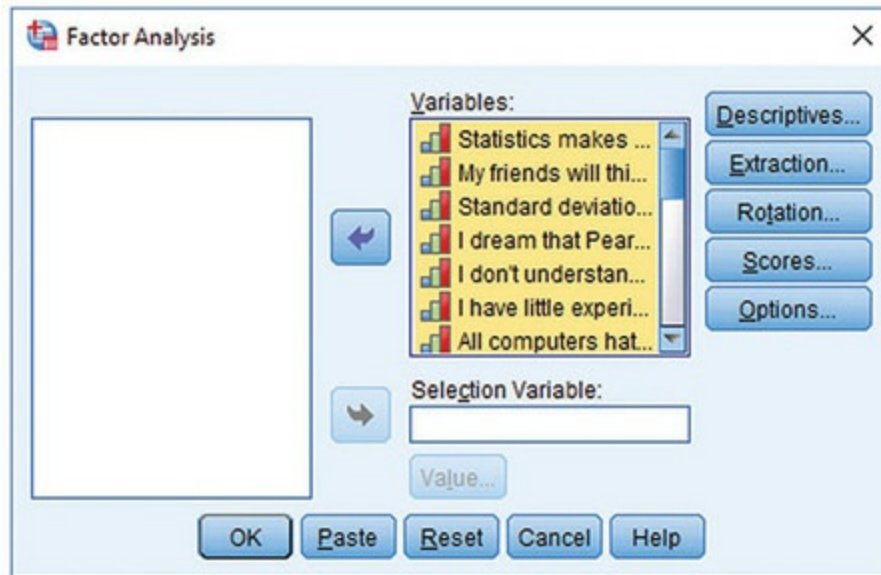 Factor Analysis
Variables:
Statistics makes ...
My friends will thi...
Standard deviatio...
I dream that Pear...
I don't understan...
I have little experi...
All computers hat...
Selection Variable:
Value...
Descriptives...
Extraction...
Rotation...
Scores...
Options...
OK Paste Reset Cancel Help